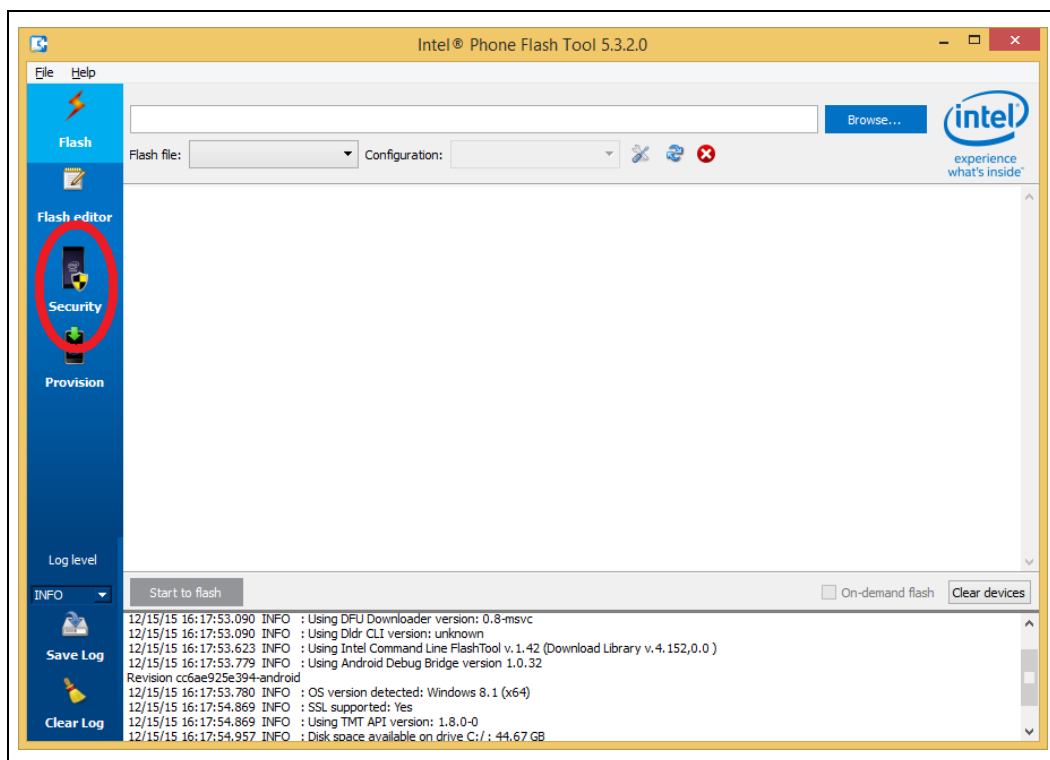 Intel® Phone Flash Tool 5.3.2.0
File Help
Flash
Browse...
intel
Flash file:
Configuration:
experience
what's inside™
Flash editor
Security
Provision
Log level
INFO
Start to flash
On-demand flash
Clear devices
Save Log
Clear Log
12/15/15 16:17:53.090 INFO : Using DFU Downloader version: 0.8-msvc
12/15/15 16:17:53.090 INFO : Using Dldr CLI version: unknown
12/15/15 16:17:53.623 INFO : Using Intel Command Line FlashTool v.1.42 (Download Library v.4.152,0.0 )
12/15/15 16:17:53.779 INFO : Using Android Debug Bridge version 1.0.32
Revision cc6ae925e394-android
12/15/15 16:17:53.780 INFO : OS version detected: Windows 8.1 (x64)
12/15/15 16:17:54.869 INFO : SSL supported: Yes
12/15/15 16:17:54.869 INFO : Using TMT API version: 1.8.0-0
12/15/15 16:17:54.957 INFO : Disk space available on drive C:/ : 44.67 GB